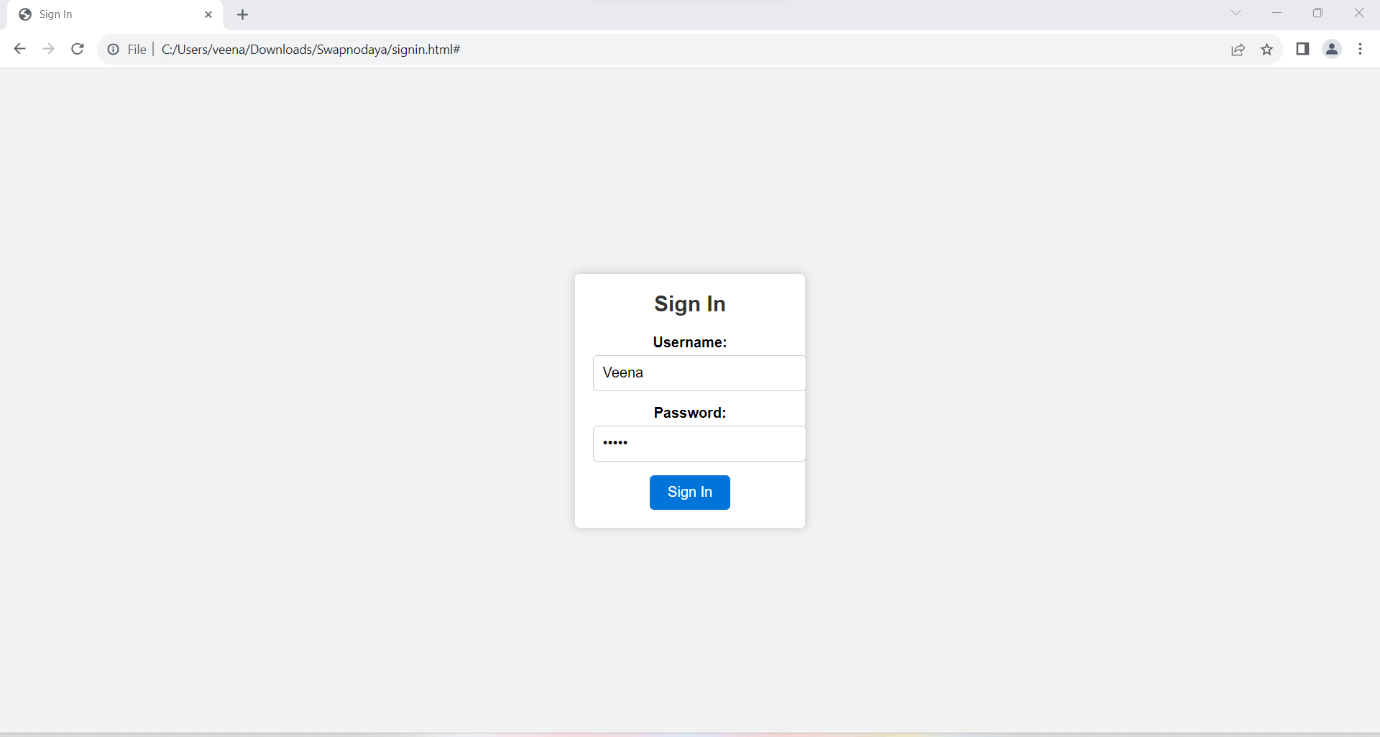 Sign In
File | C:/Users/veena/Downloads/Swapnodaya/signin.html#
Sign In
Username:
Veena
Password:
•••••
Sign In